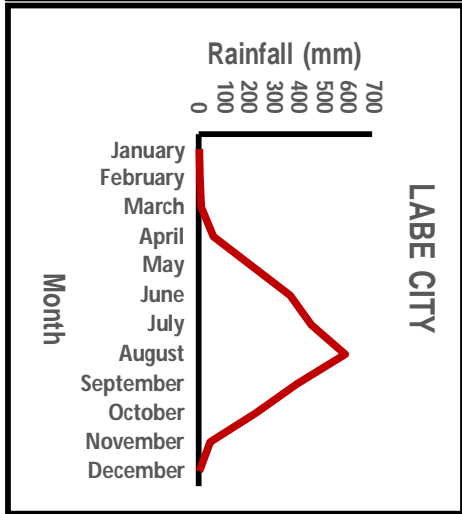 LABE CITY
Rainfall (mm)
0
100
200
300
400
500
600
700
January
February
March
April
May
June
July
August
September
October
November
December
Month